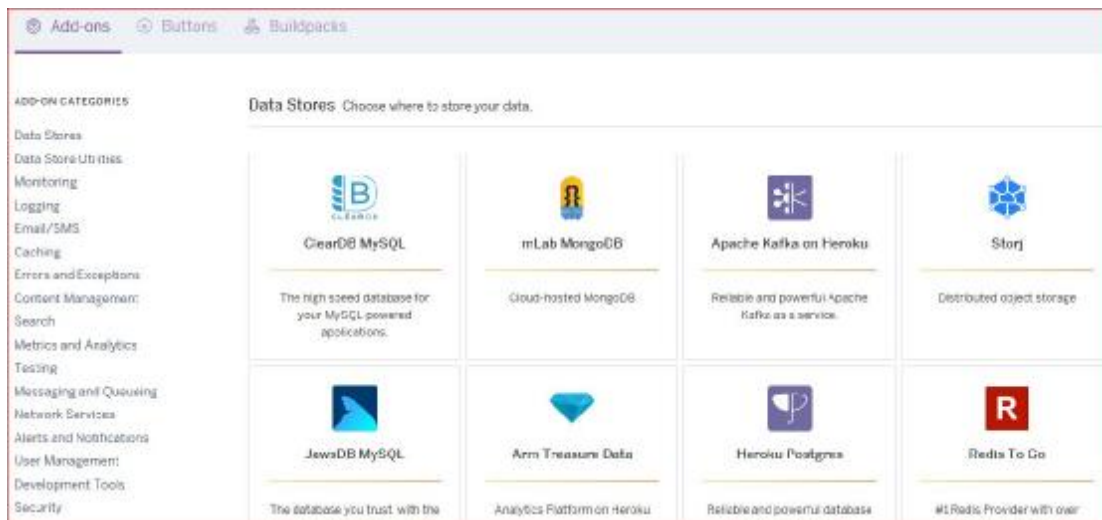 Add-ons Buttons Buildpacks
ADD-ON CATEGORIES
Data Stores
Data Store Utilities
Monitoring
Logging
Email/SMS
Caching
Errors and Exceptions
Content Management
Search
Metrics and Analytics
Testing
Messaging and Queueing
Network Services
Alerts and Notifications
User Management
Development Tools
Security
Data Stores Choose where to store your data.
CLEARDB
ClearDB MySQL
The high speed database for
your MySQL powered
applications.
mLab MongoDB
Cloud-hosted MongoDB
Apache Kafka on Heroku
Reliable and powerful Apache
Kafka as a service.
Storj
Distributed object storage
JawsDB MySQL
The database you trust, with the
Arm Treasure Data
Analytics Platform on Heroku
Heroku Postgres
Reliable and powerful database
R
Redis To Go
#1 Redis Provider with over